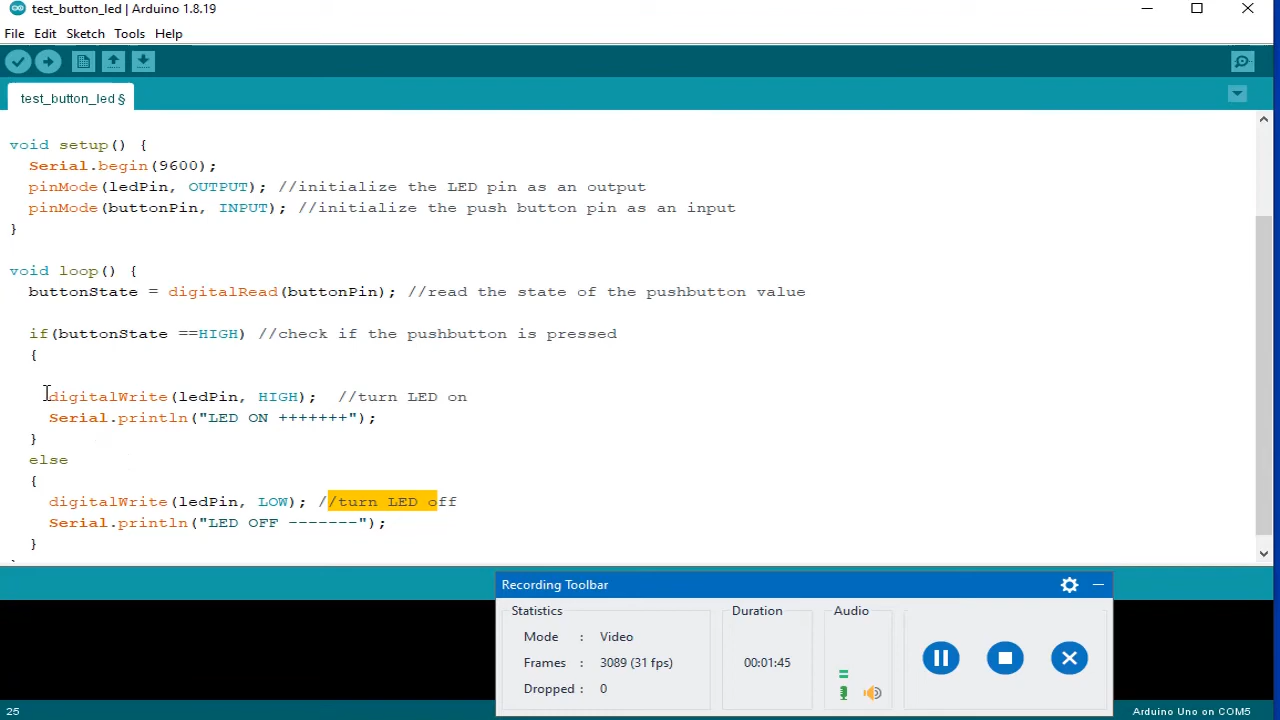 test_button_led | Arduino 1.8.19
File Edit Sketch Tools Help
test_button_led §
void setup() {
Serial.begin(9600);
pinMode(ledPin, OUTPUT); //initialize the LED pin as an output
pinMode(buttonPin, INPUT); //initialize the push button pin as an input
}
void loop() {
buttonState = digitalRead(buttonPin); //read the state of the pushbutton value
if(buttonState ==HIGH) //check if the pushbutton is pressed
{
digitalWrite(ledPin, HIGH); //turn LED on
Serial.println("LED ON +++++++");
}
else
{
digitalWrite(ledPin, LOW); //turn LED off
Serial.println("LED OFF -------");
}
Recording Toolbar
Statistics Duration Audio
Mode : Video
Frames : 3089 (31 fps) 00:01:45
Dropped : 0
25 Arduino Uno on COM5